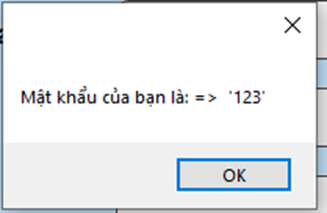 Mật khẩu của bạn là: => '123'
OK